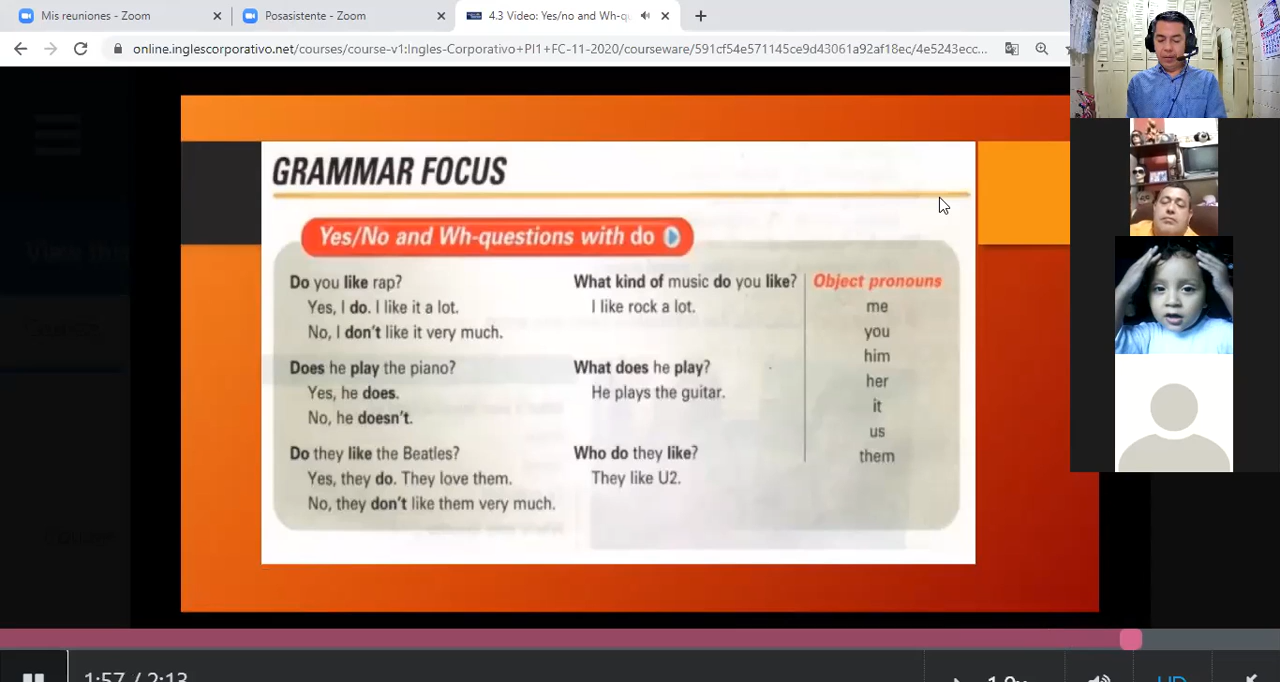 Mis reuniones - Zoom
Posasistente - Zoom
4.3 Video: Yes/no and Wh-qu
online.inglescorporativo.net/courses/course-v1:Ingles-Corporativo+PI1+FC-11-2020/courseware/591cf54e571145ce9d43061a92af18ec/4e5243ecc...
GRAMMAR FOCUS
Yes/No and Wh-questions with do
Do you like rap?
Yes, I do. I like it a lot.
No, I don't like it very much.
Does he play the piano?
Yes, he does.
No, he doesn't.
Do they like the Beatles?
Yes, they do. They love them.
No, they don't like them very much.
What kind of music do you like?
I like rock a lot.
What does he play?
He plays the guitar.
Who do they like?
They like U2.
Object pronouns
me
you
him
her
it
us
them
Course
1:57 / 2:13
1.0x
HD